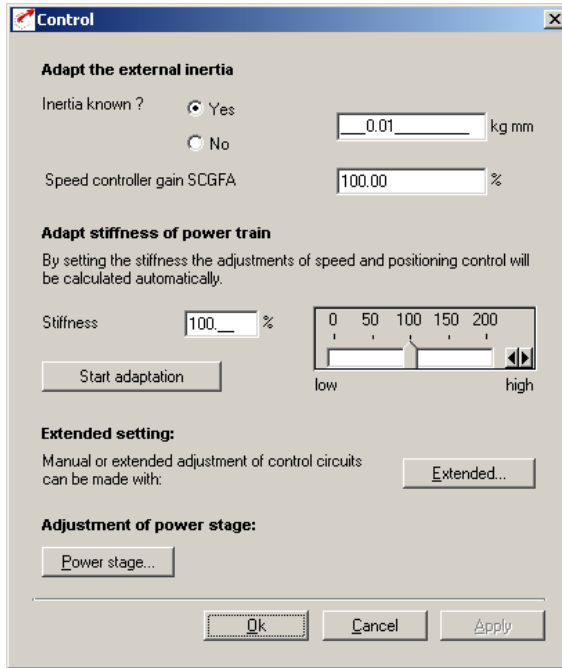 Control
Adapt the external inertia
Inertia known ? Yes
___0.01_________ kg mm
No
Speed controller gain SCGFA 100.00 %
Adapt stiffness of power train
By setting the stiffness the adjustments of speed and positioning control will
be calculated automatically.
Stiffness 100.__ %
0 50 100 150 200
Start adaptation
low high
Extended setting:
Manual or extended adjustment of control circuits
can be made with:
Extended...
Adjustment of power stage:
Power stage...
Ok Cancel Apply